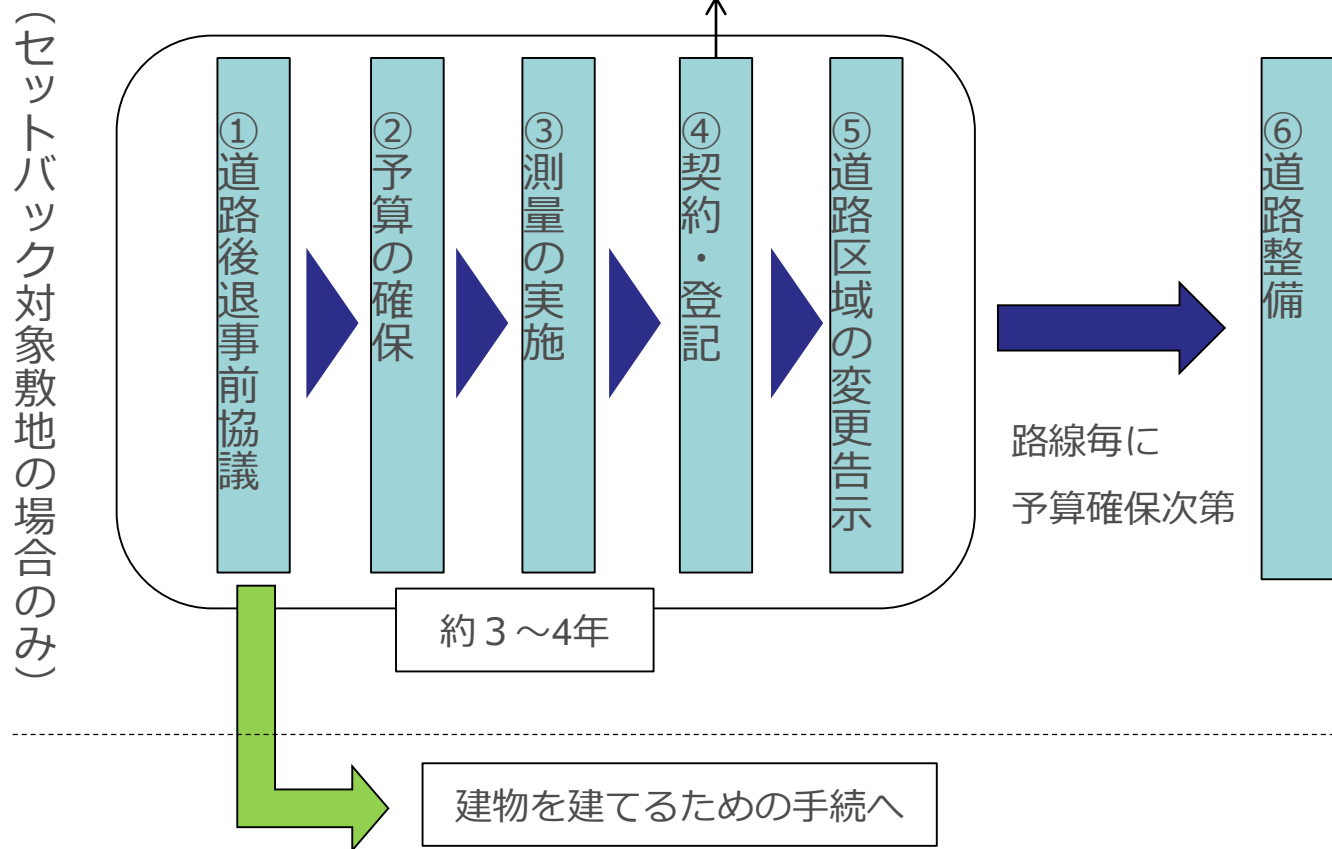 （セットバック対象敷地の場合のみ）
①道路後退事前協議
②予算の確保
③測量の実施
④契約・登記
⑤道路区域の変更告示
⑥道路整備
路線毎に
予算確保次第
約３～4年
建物を建てるための手続へ